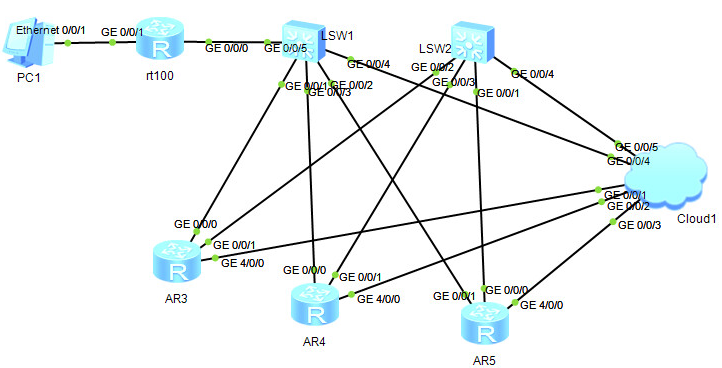 Ethernet 0/0/1
GE 0/0/1
PC1
R
rt100
GE 0/0/0
GE 0/0/5
LSW1
GE 0/0/4
GE 0/0/1
GE 0/0/2
GE 0/0/3
LSW2
GE 0/0/2
GE 0/0/3
GE 0/0/1
GE 0/0/4
GE 0/0/5
GE 0/0/4
GE 0/0/1
GE 0/0/2
GE 0/0/3
Cloud1
GE 0/0/0
GE 0/0/1
GE 4/0/0
R
AR3
GE 0/0/0
GE 0/0/1
GE 4/0/0
R
AR4
GE 0/0/1
GE 0/0/0
GE 4/0/0
R
AR5